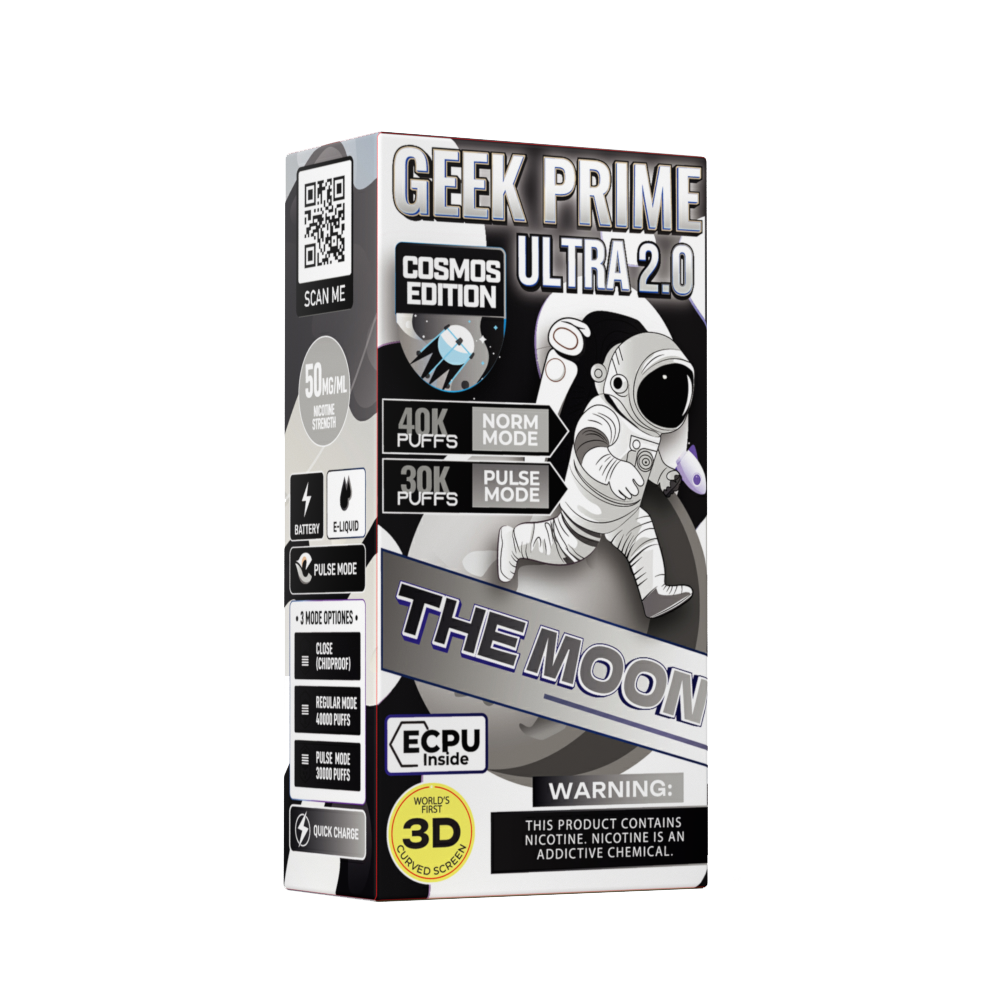 GEEK PRIME
ULTRA 2.0
COSMOS
EDITION
40K
PUFFS
NORM
MODE
30K
PUFFS
PULSE
MODE
THE MOON
ECPU
Inside
WORLD'S
FIRST
3D
CURVED SCREEN
WARNING:
THIS PRODUCT CONTAINS
NICOTINE. NICOTINE IS AN
ADDICTIVE CHEMICAL.
SCAN ME
50MG/ML
NICOTINE
STRENGTH
BATTERY
E-LIQUID
PULSE MODE
• 3 MODE OPTIONES •
CLOSE
(CHIDPROOF)
REGULAR MODE
40000 PUFFS
PULSE MODE
30000 PUFFS
QUICK CHARGE